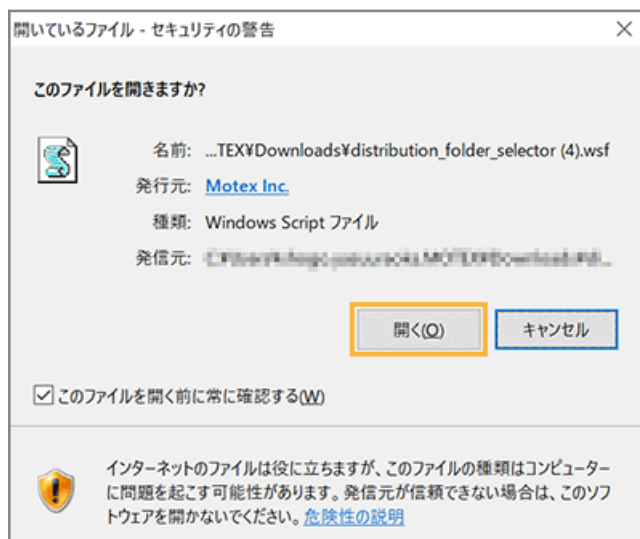 開いているファイル - セキュリティの警告
このファイルを開きますか?
名前: ...TEX¥Downloads¥distribution_folder_selector (4).wsf
発行元: Motex Inc.
種類: Windows Script ファイル
発信元:
開く(O) キャンセル
このファイルを開く前に常に確認する(W)
インターネットのファイルは役に立ちますが、このファイルの種類はコンピューター
に問題を起こす可能性があります。発信元が信頼できない場合は、このソフ
トウェアを開かないでください。危険性の説明